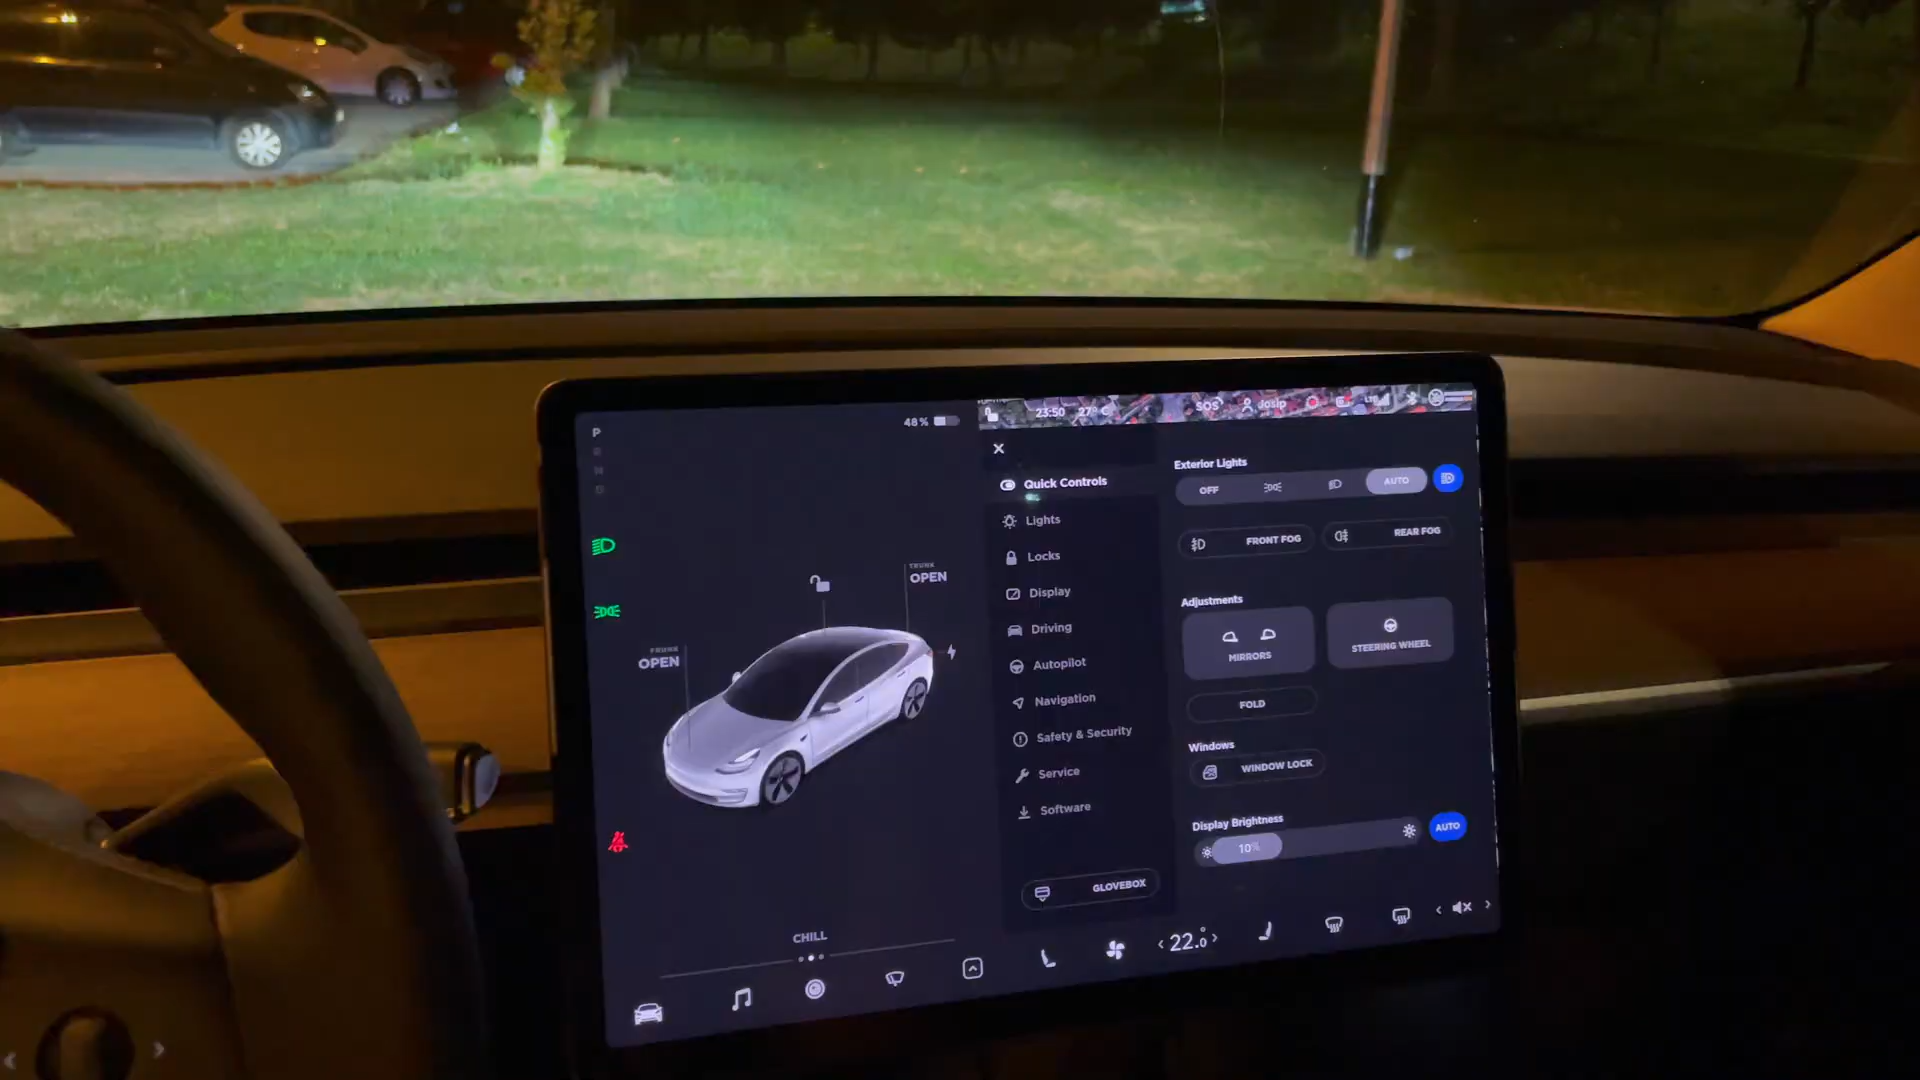 P
48%
23:50 27° C
SOS
Josip
LTE
Quick Controls
Lights
Locks
Display
Driving
Autopilot
Navigation
Safety & Security
Service
Software
GLOVEBOX
Exterior Lights
OFF
AUTO
FRONT FOG
REAR FOG
Adjustments
MIRRORS
STEERING WHEEL
FOLD
Windows
WINDOW LOCK
Display Brightness
10%
AUTO
TRUNK
OPEN
FRUNK
OPEN
CHILL
22.0